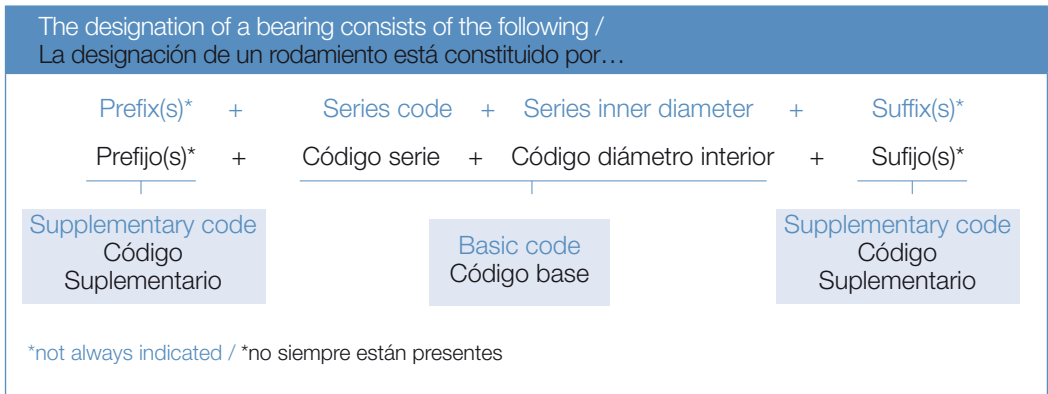 The designation of a bearing consists of the following /
La designación de un rodamiento está constituido por…
Prefix(s)* + Series code + Series inner diameter + Suffix(s)*
Prefijo(s)* + Código serie + Código diámetro interior + Sufijo(s)*
Supplementary code
Código
Suplementario
Basic code
Código base
Supplementary code
Código
Suplementario
*not always indicated / *no siempre están presentes